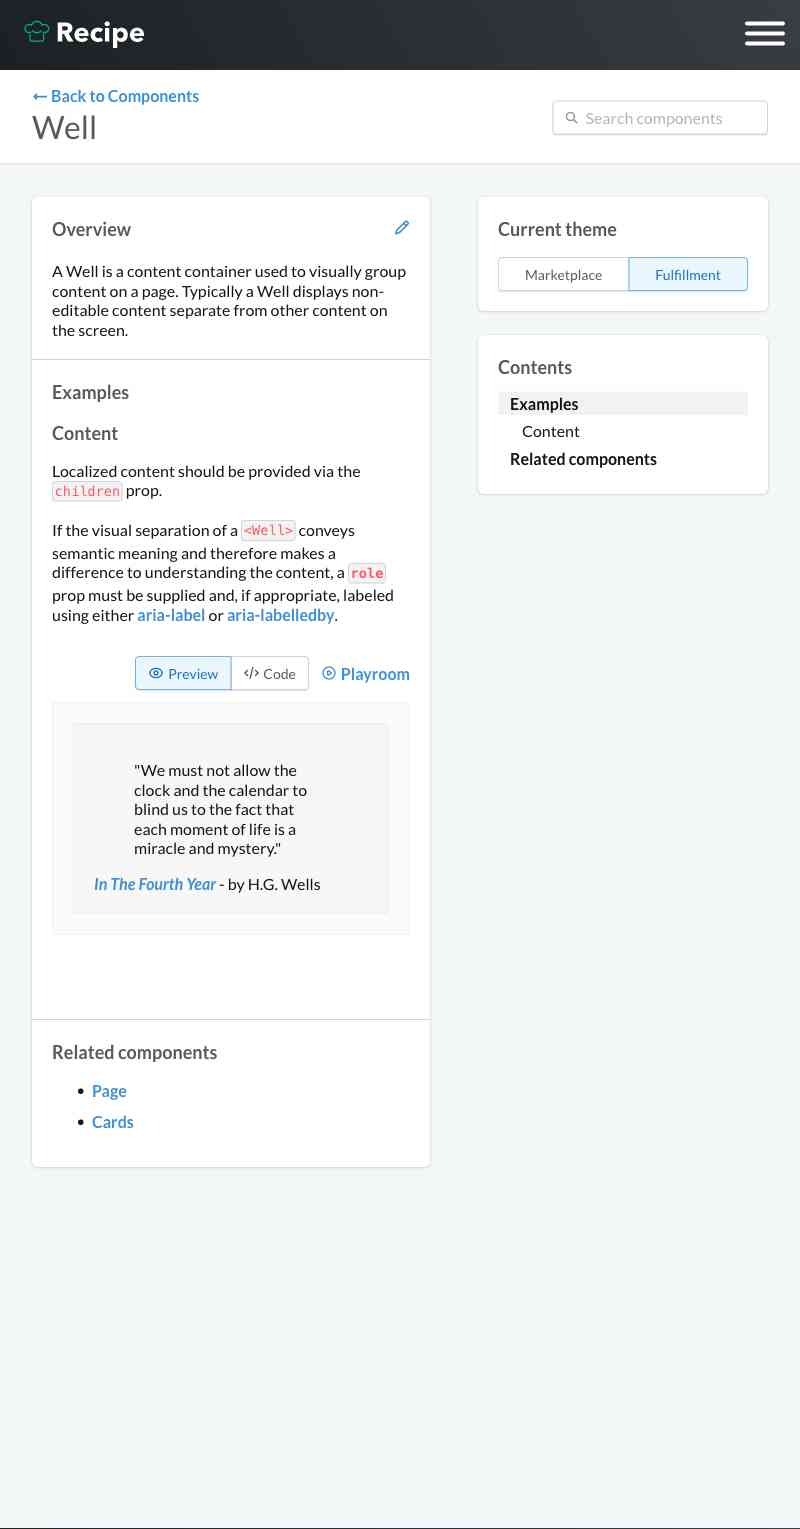 Recipe
← Back to Components
Well
Search components
Overview
A Well is a content container used to visually group
content on a page. Typically a Well displays non-
editable content separate from other content on
the screen.
Examples
Content
Localized content should be provided via the
children prop.
If the visual separation of a <Well> conveys
semantic meaning and therefore makes a
difference to understanding the content, a role
prop must be supplied and, if appropriate, labeled
using either aria-label or aria-labelledby.
Preview </> Code Playroom
"We must not allow the
clock and the calendar to
blind us to the fact that
each moment of life is a
miracle and mystery."
In The Fourth Year - by H.G. Wells
Related components
• Page
• Cards
Current theme
Marketplace Fulfillment
Contents
Examples
Content
Related components